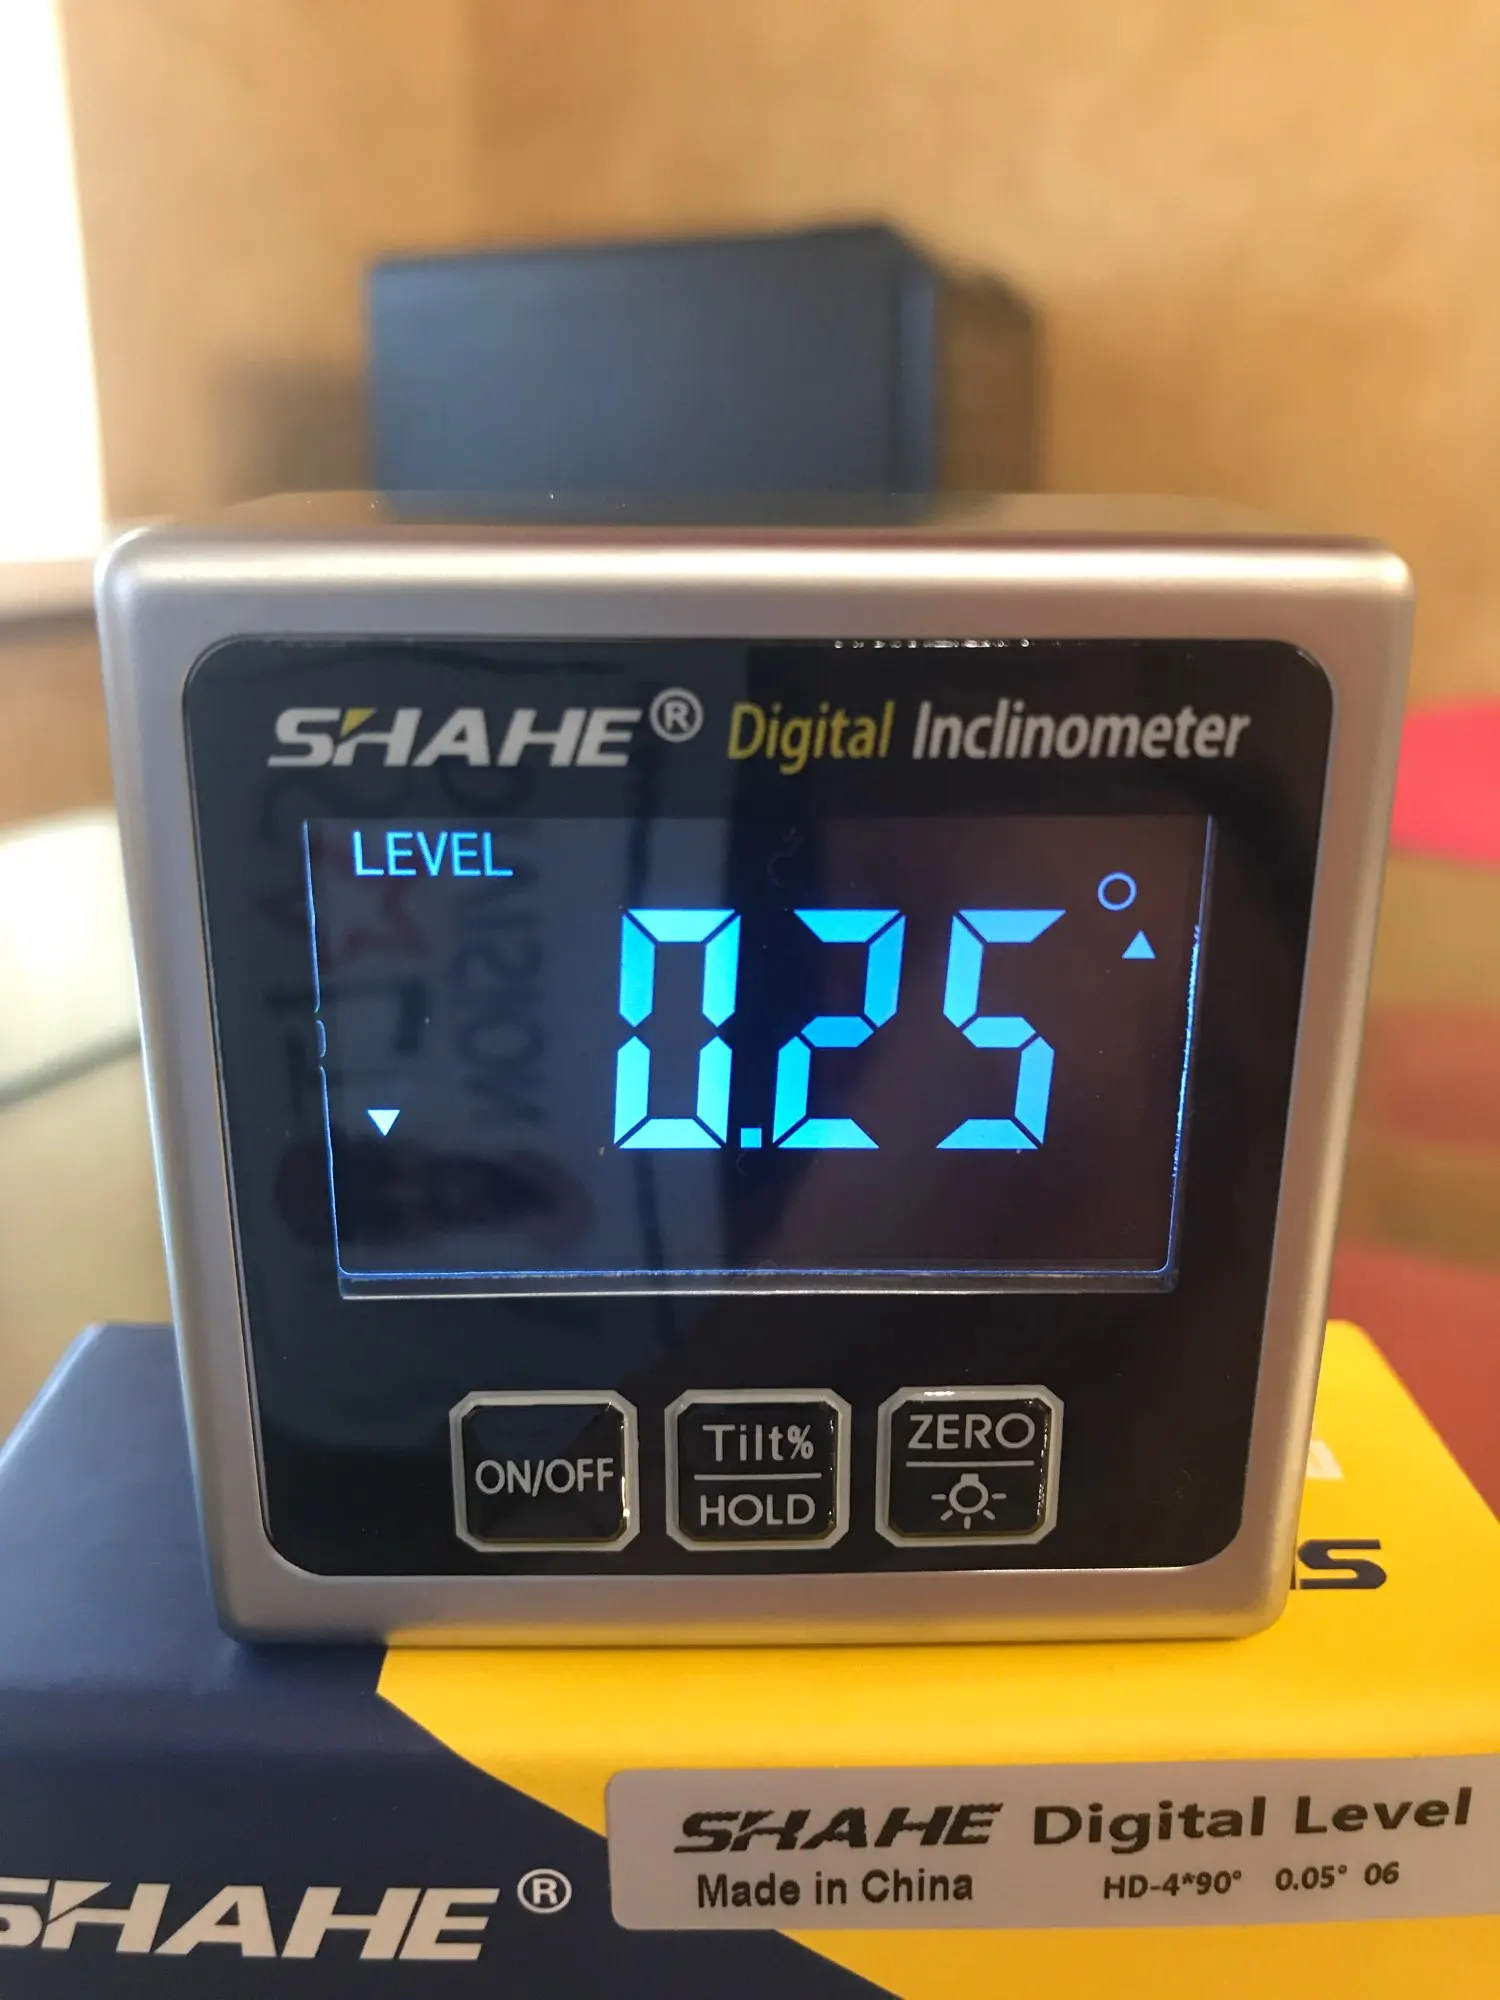 SHAHE® Digital Inclinometer
LEVEL
0.25°
ON/OFF
Tilt%
HOLD
ZERO
SHAHE Digital Level
Made in China HD-4*90° 0.05° 06
SHAHE®